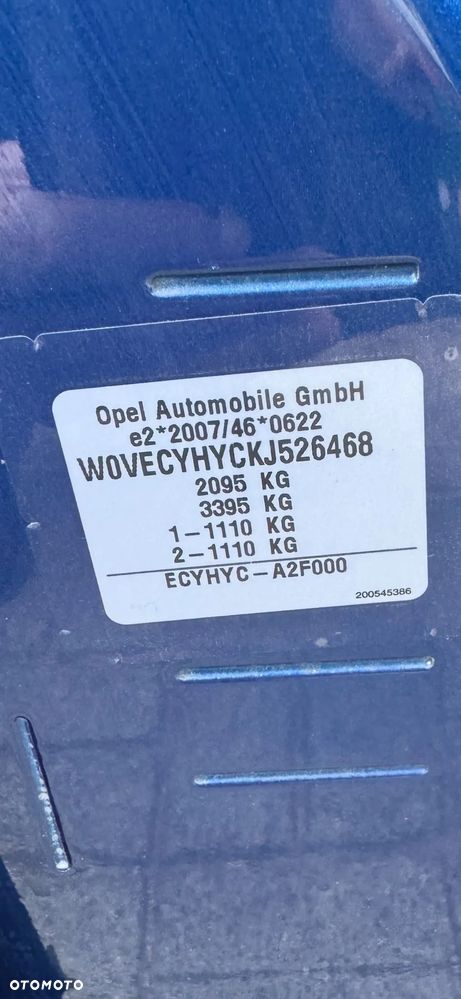 Opel Automobile GmbH
e2*2007/46*0622
W0VECYHYCKJ526468
2095 KG
3395 KG
1-1110 KG
2-1110 KG
ECYHYC-A2F000
200545386
OTOMOTO